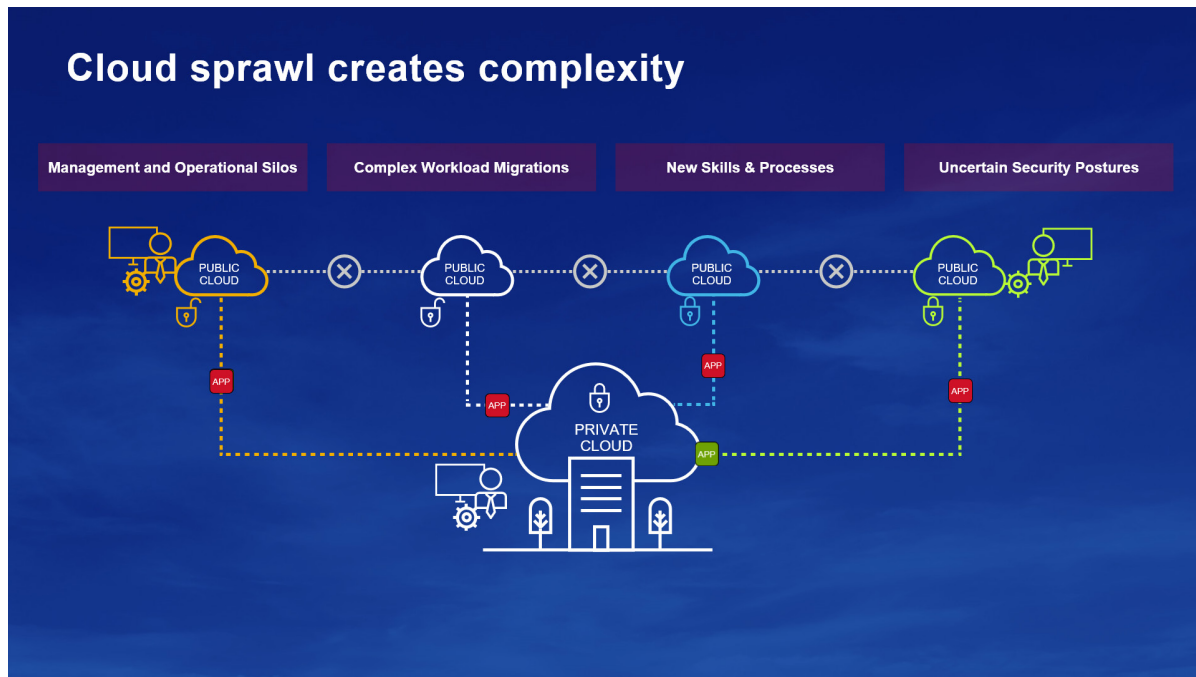 Cloud sprawl creates complexity
Management and Operational Silos
Complex Workload Migrations
New Skills & Processes
Uncertain Security Postures
PUBLIC
CLOUD
PUBLIC
CLOUD
PUBLIC
CLOUD
PUBLIC
CLOUD
APP
APP
APP
APP
PRIVATE
CLOUD
APP